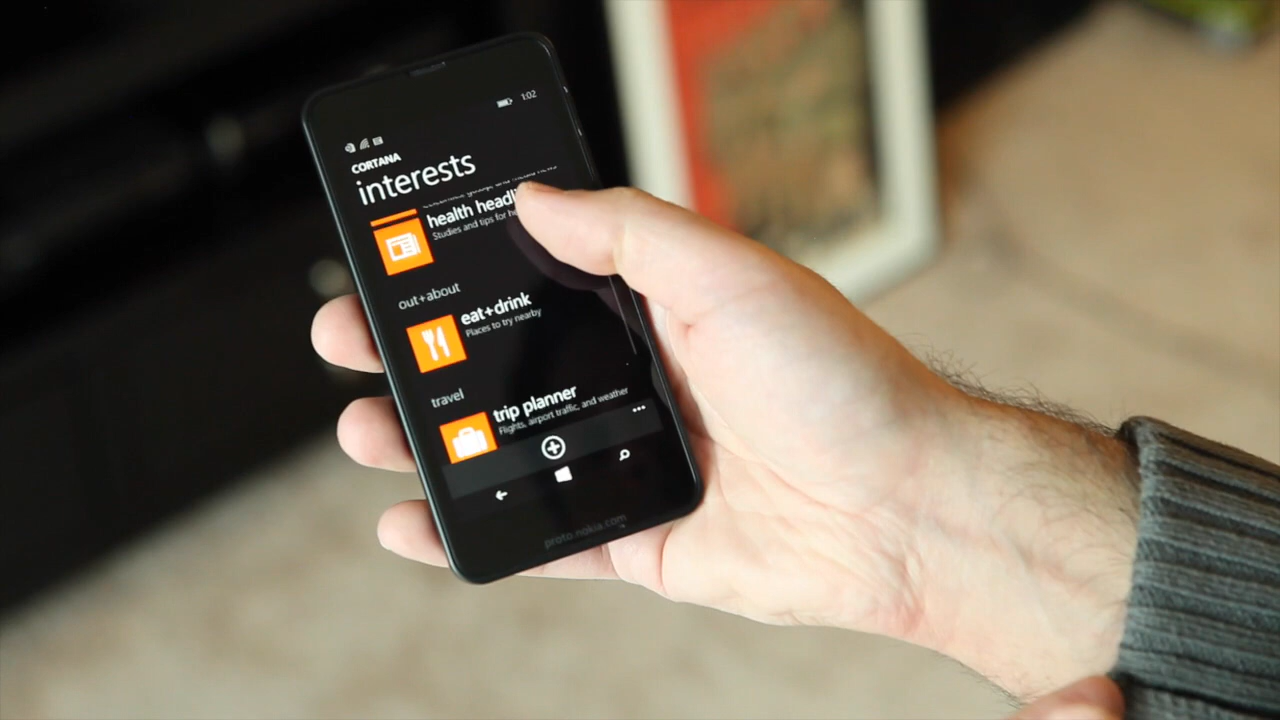 1:02
CORTANA
interests
health headli
Studies and tips for he
out+about
eat+drink
Places to try nearby
travel
trip planner
Flights, airport traffic, and weather
proto.nokia.com